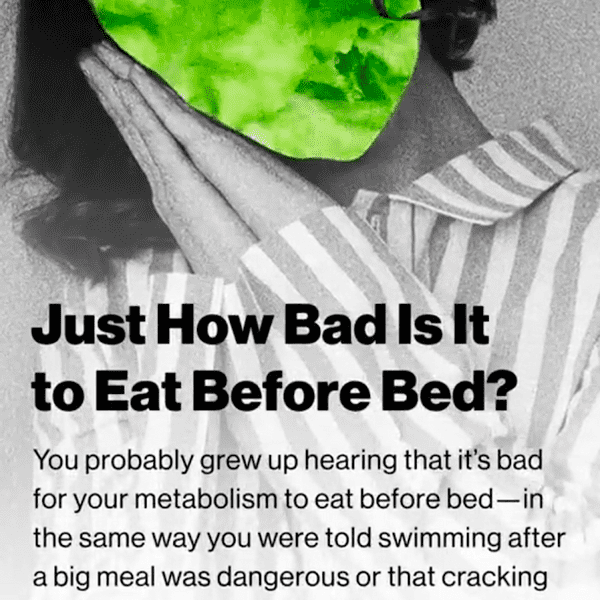 Just How Bad Is It
to Eat Before Bed?
You probably grew up hearing that it's bad
for your metabolism to eat before bed—in
the same way you were told swimming after
a big meal was dangerous or that cracking